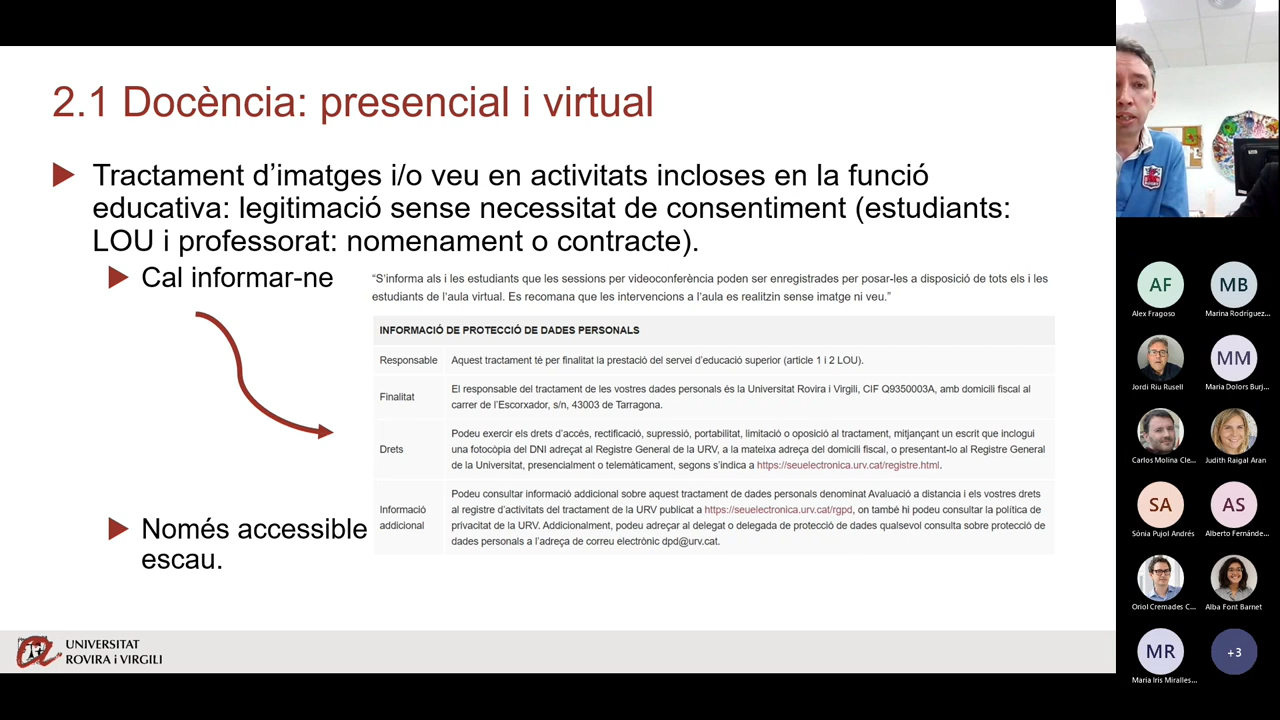 2.1 Docència: presencial i virtual
Tractament d’imatges i/o veu en activitats incloses en la funció
educativa: legitimació sense necessitat de consentiment (estudiants:
LOU i professorat: nomenament o contracte).
Cal informar-ne
“S’informa als i les estudiants que les sessions per videoconferència poden ser enregistrades per posar-les a disposició de tots els i les
estudiants de l’aula virtual. Es recomana que les intervencions a l’aula es realitzin sense imatge ni veu.”
INFORMACIÓ DE PROTECCIÓ DE DADES PERSONALS
Responsable
Aquest tractament té per finalitat la prestació del servei d’educació superior (article 1 i 2 LOU).
Finalitat
El responsable del tractament de les vostres dades personals és la Universitat Rovira i Virgili, CIF Q9350003A, amb domicili fiscal al
carrer de l’Escorxador, s/n, 43003 de Tarragona.
Drets
Podeu exercir els drets d’accés, rectificació, supressió, portabilitat, limitació o oposició al tractament, mitjançant un escrit que inclogui
una fotocòpia del DNI adreçat al Registre General de la URV, a la mateixa adreça del domicili fiscal, o presentant-lo al Registre General
de la Universitat, presencialment o telemàticament, segons s’indica a https://seuelectronica.urv.cat/registre.html.
Informació
addicional
Podeu consultar informació addicional sobre aquest tractament de dades personals denominat Avaluació a distancia i els vostres drets
al registre d’activitats del tractament de la URV publicat a https://seuelectronica.urv.cat/rgpd, on també hi podeu consultar la política de
privacitat de la URV. Addicionalment, podeu adreçar al delegat o delegada de protecció de dades qualsevol consulta sobre protecció de
dades personals a l’adreça de correu electrònic dpd@urv.cat.
Només accessible
escau.
UNIVERSITAT
ROVIRA i VIRGILI
AF
Alex Fragoso
MB
Marina Rodríguez...
Jordi Riu Rusell
MM
Maria Dolors Burj...
Carlos Molina Cle...
Judith Raigal Aran
SA
Sònia Pujol Andrés
AS
Alberto Fernánde...
Oriol Cremades C...
Alba Font Barnet
MR
Maria Iris Miralles...
+3